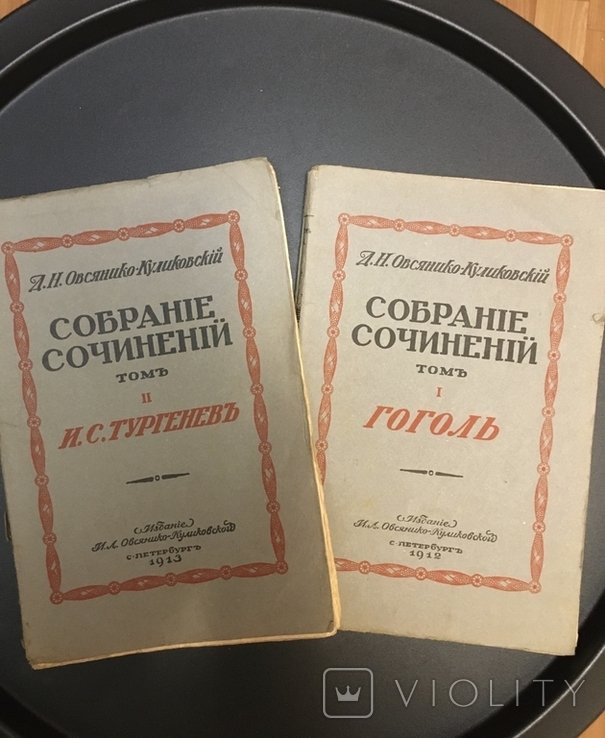 Д.Н. Овсянико-Куликовскій
СОБРАНІЕ
СОЧИНЕНІЙ
ТОМЪ
II
И.С. ТУРГЕНЕВЪ
Изданіе
И.Л. Овсянико-Куликовской
С-ПЕТЕРБУРГЪ
1913
Д.Н. Овсянико-Куликовскій
СОБРАНІЕ
СОЧИНЕНІЙ
ТОМЪ
I
ГОГОЛЬ
Изданіе
И.Л. Овсянико-Куликовской
С-ПЕТЕРБУРГЪ
1912
VIOLITY